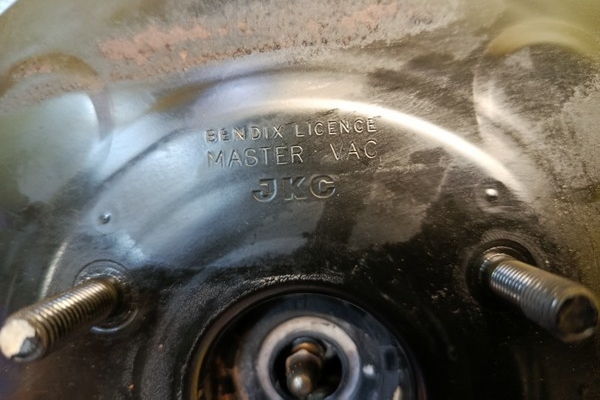 BENDIX LICENCE
MASTER VAC
JKC